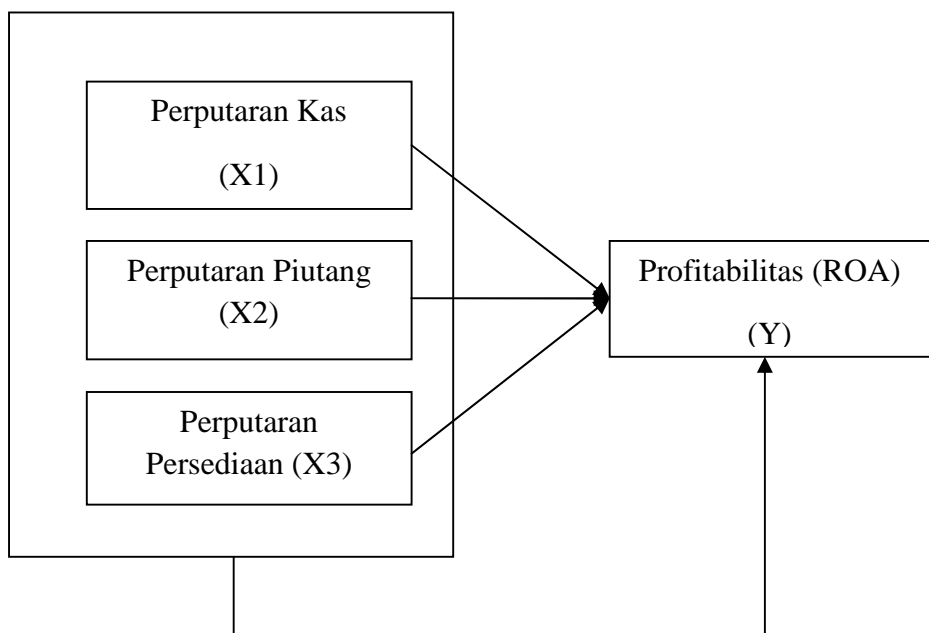 Perputaran Kas
(X1)
Perputaran Piutang
(X2)
Perputaran
Persediaan (X3)
Profitabilitas (ROA)
(Y)